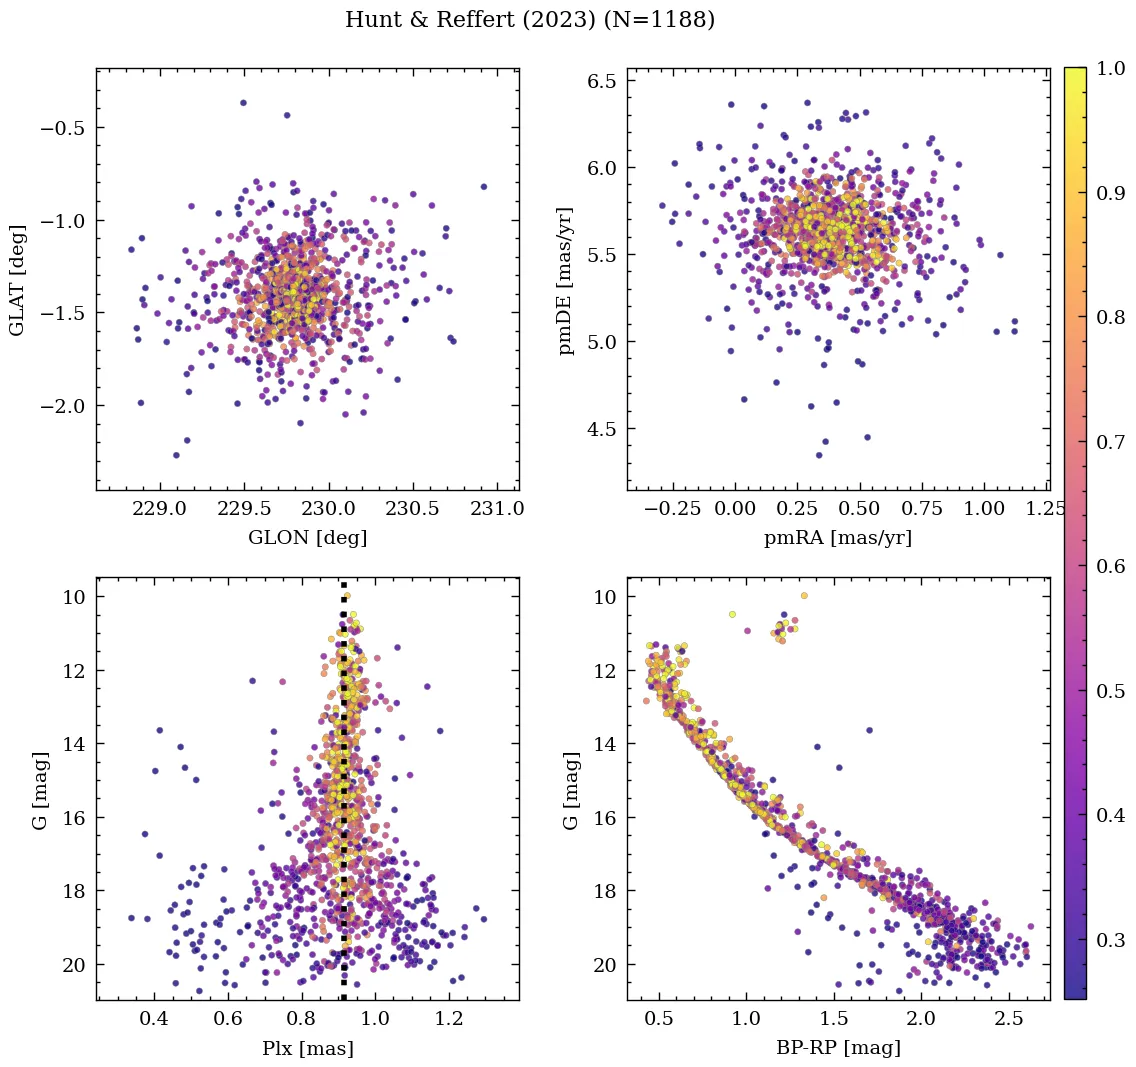 Hunt & Reffert (2023) (N=1188)
GLAT [deg]
−0.5
−1.0
−1.5
−2.0
229.0 229.5 230.0 230.5 231.0
GLON [deg]
pmDE [mas/yr]
6.5
6.0
5.5
5.0
4.5
−0.25 0.00 0.25 0.50 0.75 1.00 1.25
pmRA [mas/yr]
G [mag]
10
12
14
16
18
20
0.4 0.6 0.8 1.0 1.2
Plx [mas]
G [mag]
10
12
14
16
18
20
0.5 1.0 1.5 2.0 2.5
BP-RP [mag]
1.0
0.9
0.8
0.7
0.6
0.5
0.4
0.3